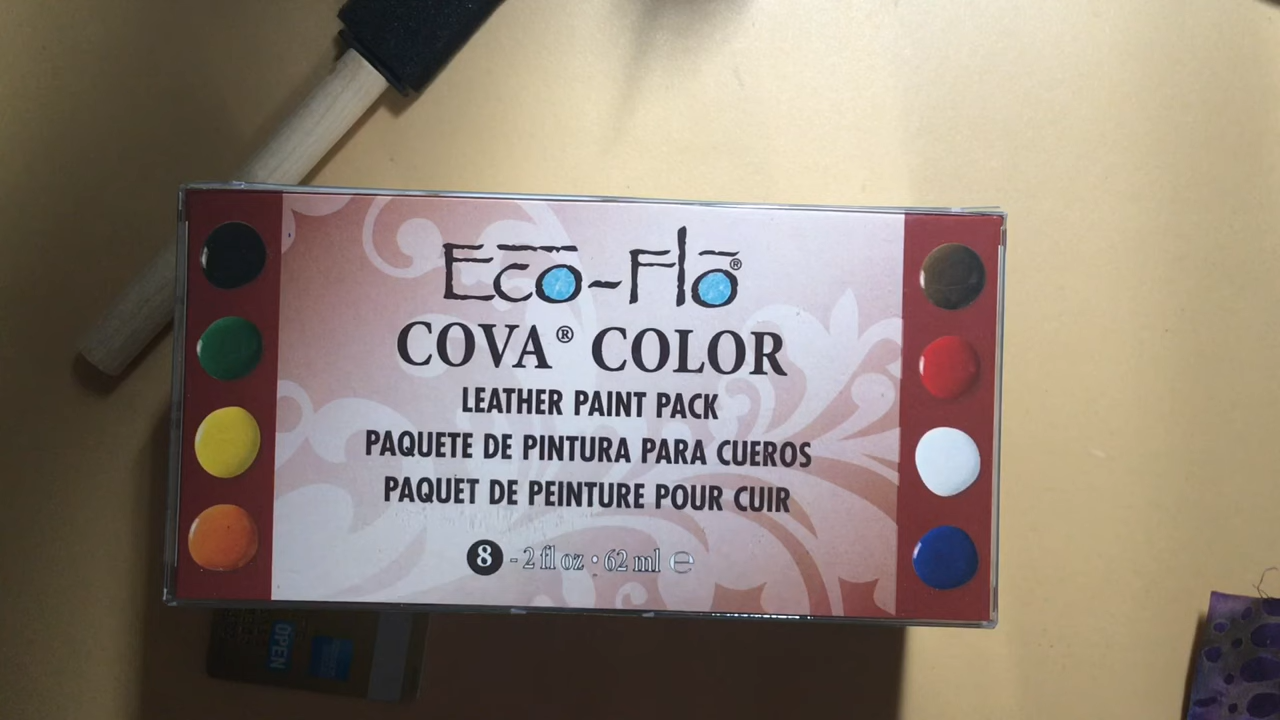 Eco-Flo®
COVA® COLOR
LEATHER PAINT PACK
PAQUETE DE PINTURA PARA CUEROS
PAQUET DE PEINTURE POUR CUIR
8 - 2 fl oz • 62 ml ℮
OPEN